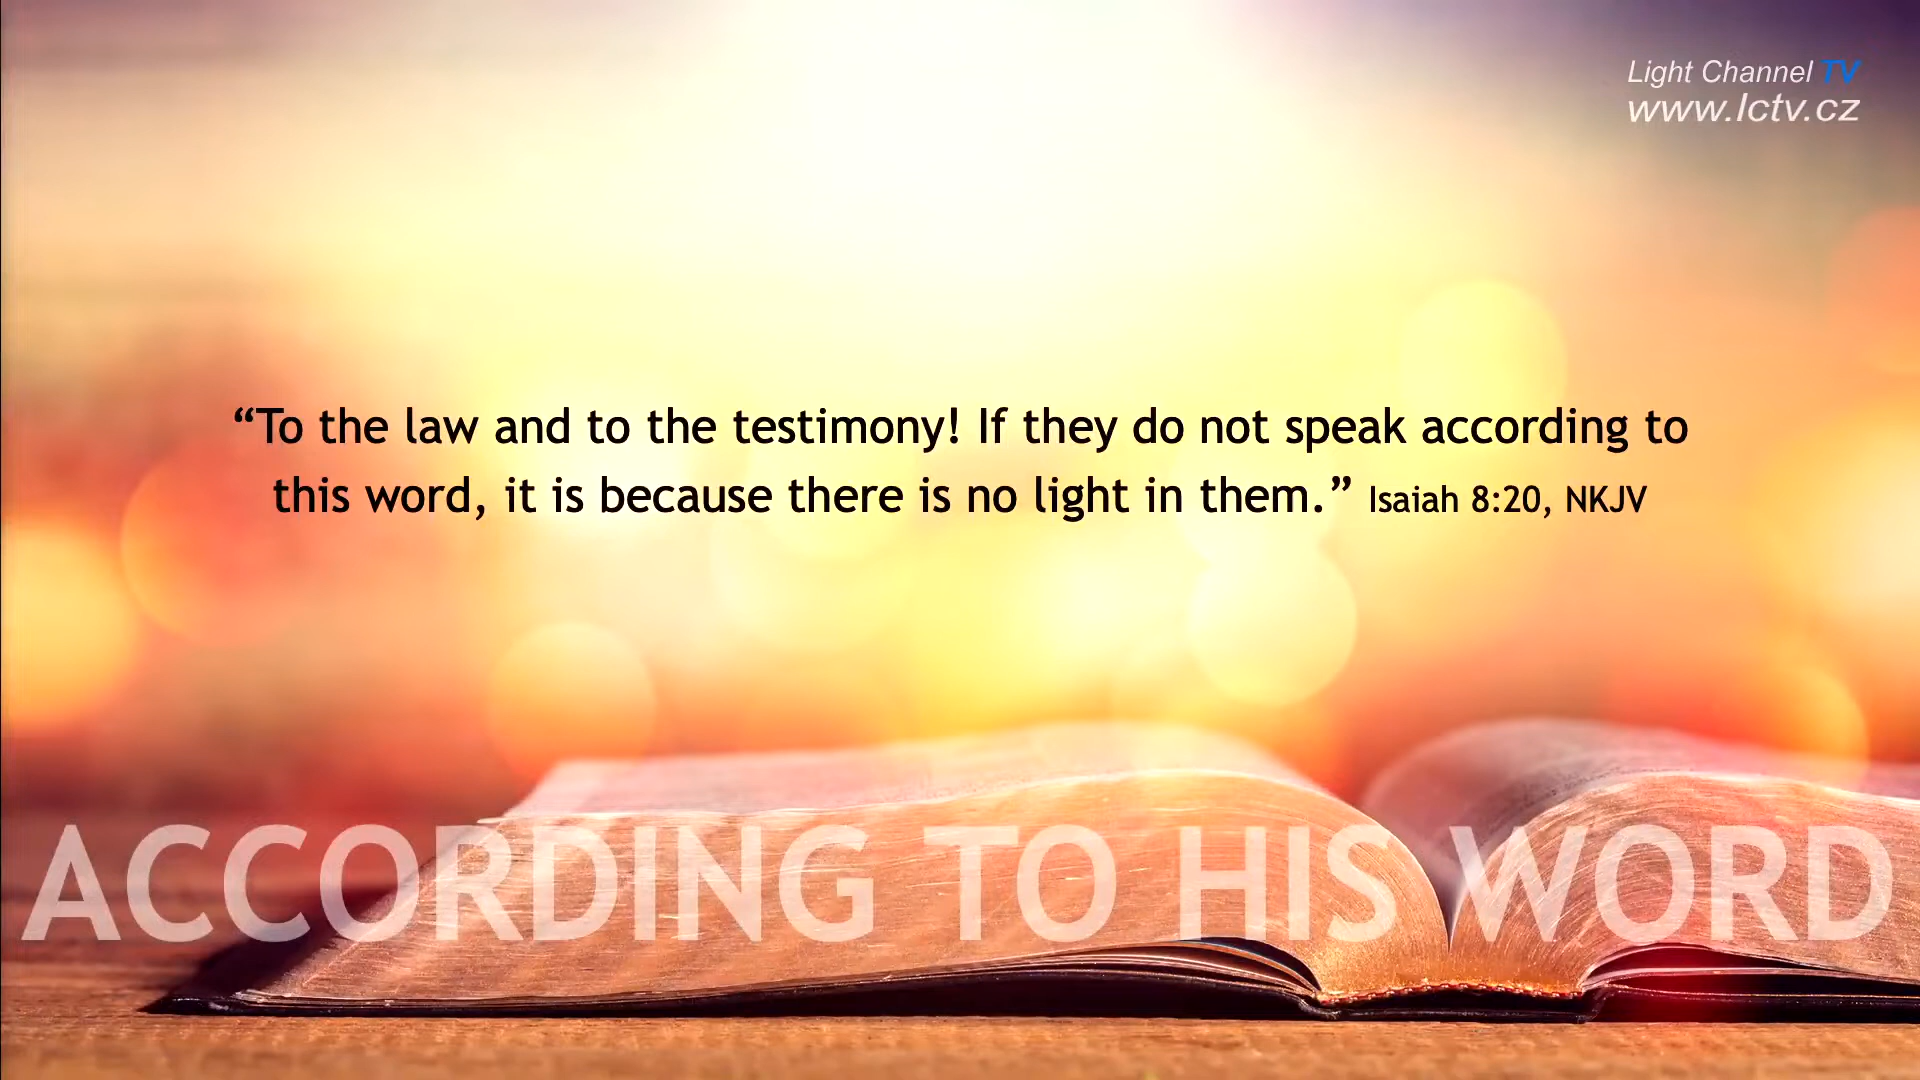 Light Channel TV
www.lctv.cz
“To the law and to the testimony! If they do not speak according to
this word, it is because there is no light in them.” Isaiah 8:20, NKJV
ACCORDING TO HIS WORD